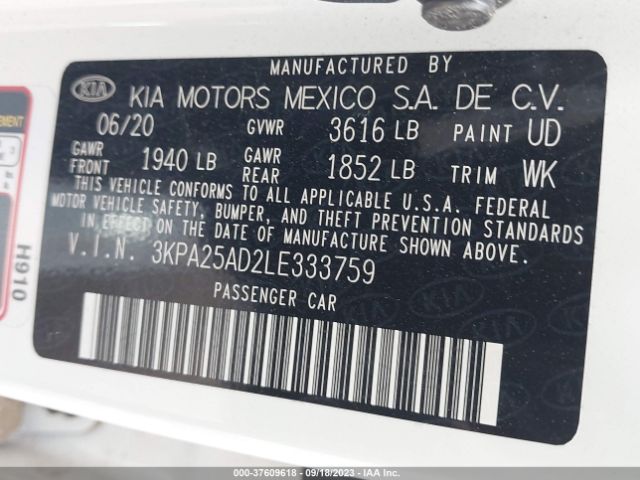 MANUFACTURED BY
KIA KIA MOTORS MEXICO S.A. DE C.V.
06/20 GVWR 3616 LB PAINT UD
GAWR FRONT 1940 LB GAWR REAR 1852 LB TRIM WK
THIS VEHICLE CONFORMS TO ALL APPLICABLE U.S.A. FEDERAL
MOTOR VEHICLE SAFETY, BUMPER, AND THEFT PREVENTION STANDARDS
IN EFFECT ON THE DATE OF MANUFACTURE SHOWN ABOVE.
V.I.N. 3KPA25AD2LE333759
PASSENGER CAR
H910
000-37609618 - 09/18/2023 - IAA Inc.